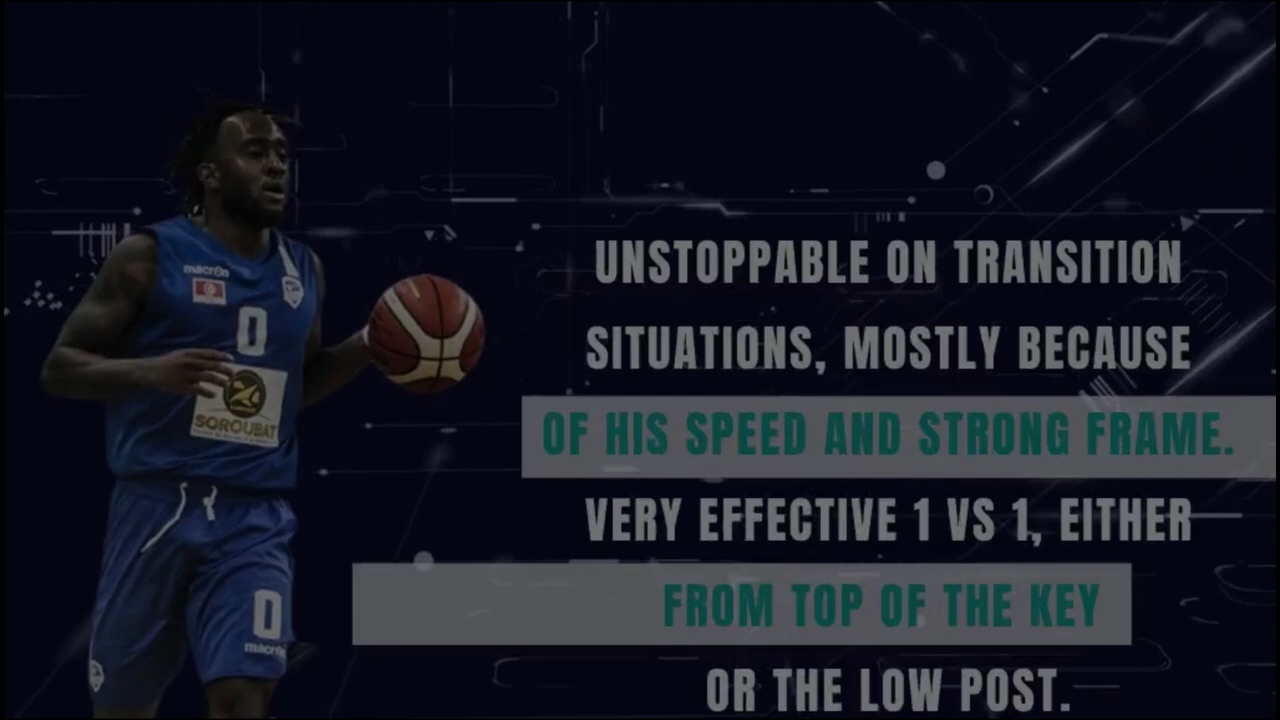 macron
0
SOROUBAT
0
macron
UNSTOPPABLE ON TRANSITION
SITUATIONS, MOSTLY BECAUSE
OF HIS SPEED AND STRONG FRAME.
VERY EFFECTIVE 1 VS 1, EITHER
FROM TOP OF THE KEY
OR THE LOW POST.